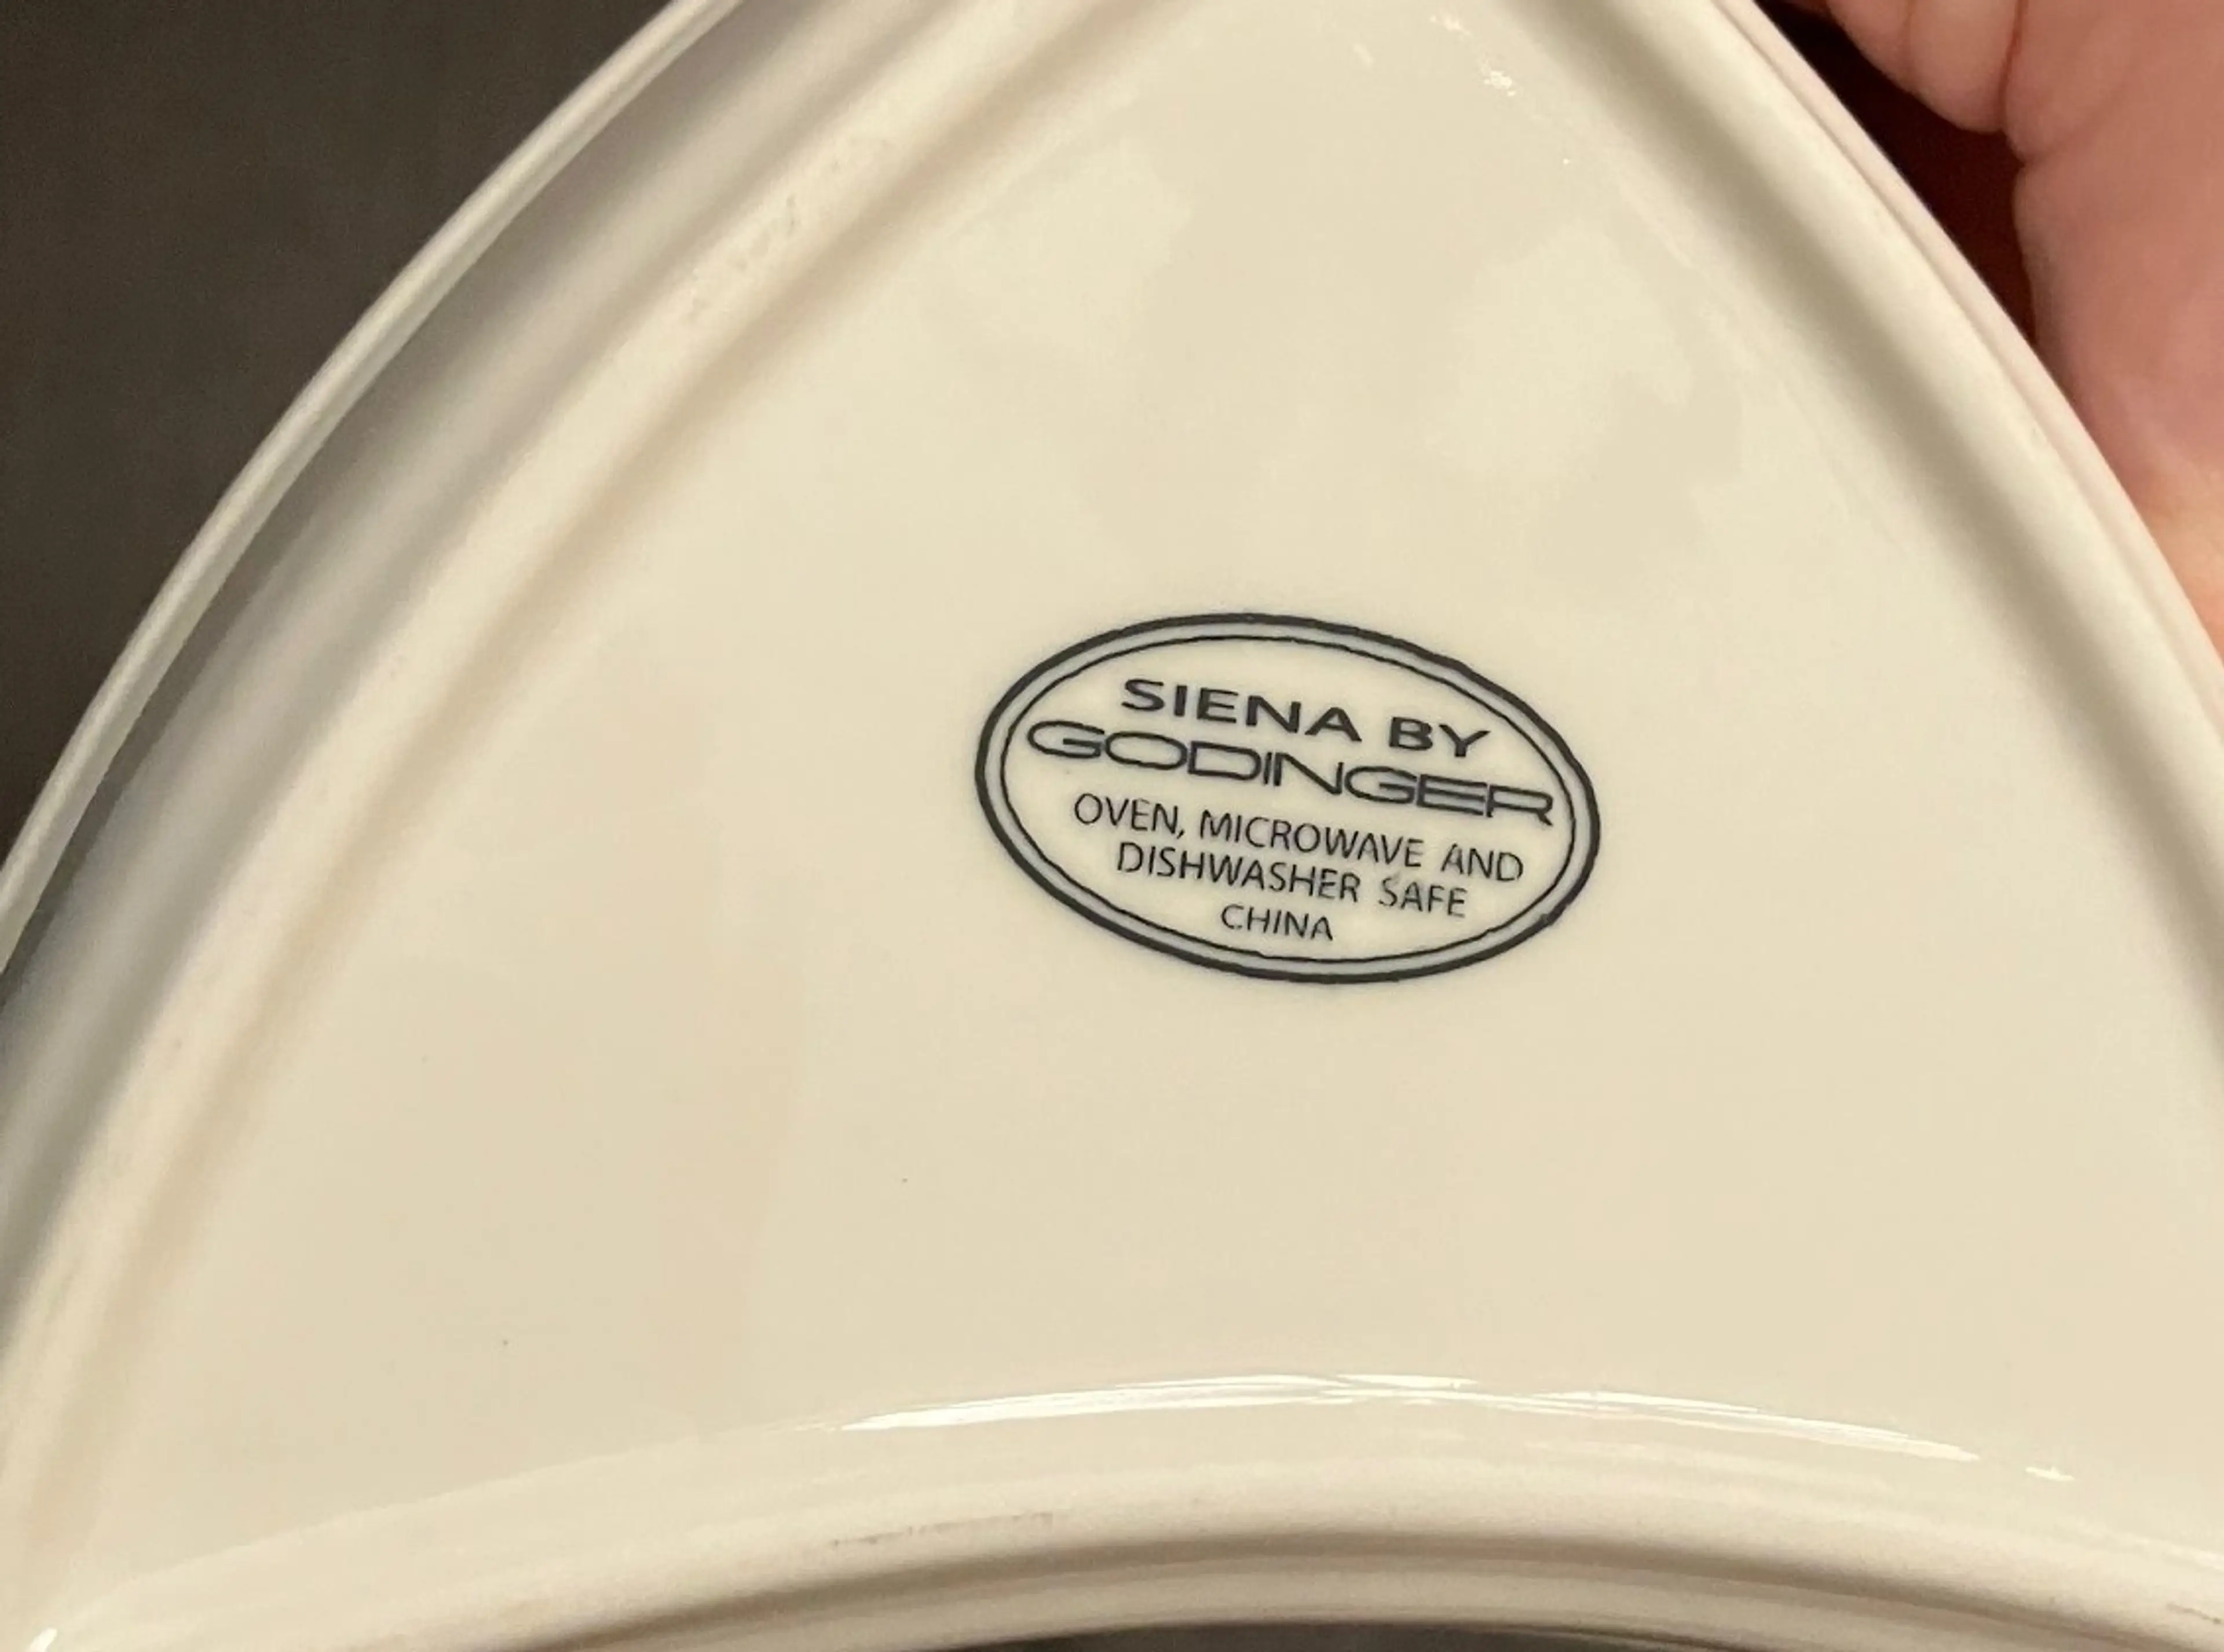 SIENA BY
GODINGER
OVEN, MICROWAVE AND
DISHWASHER SAFE
CHINA